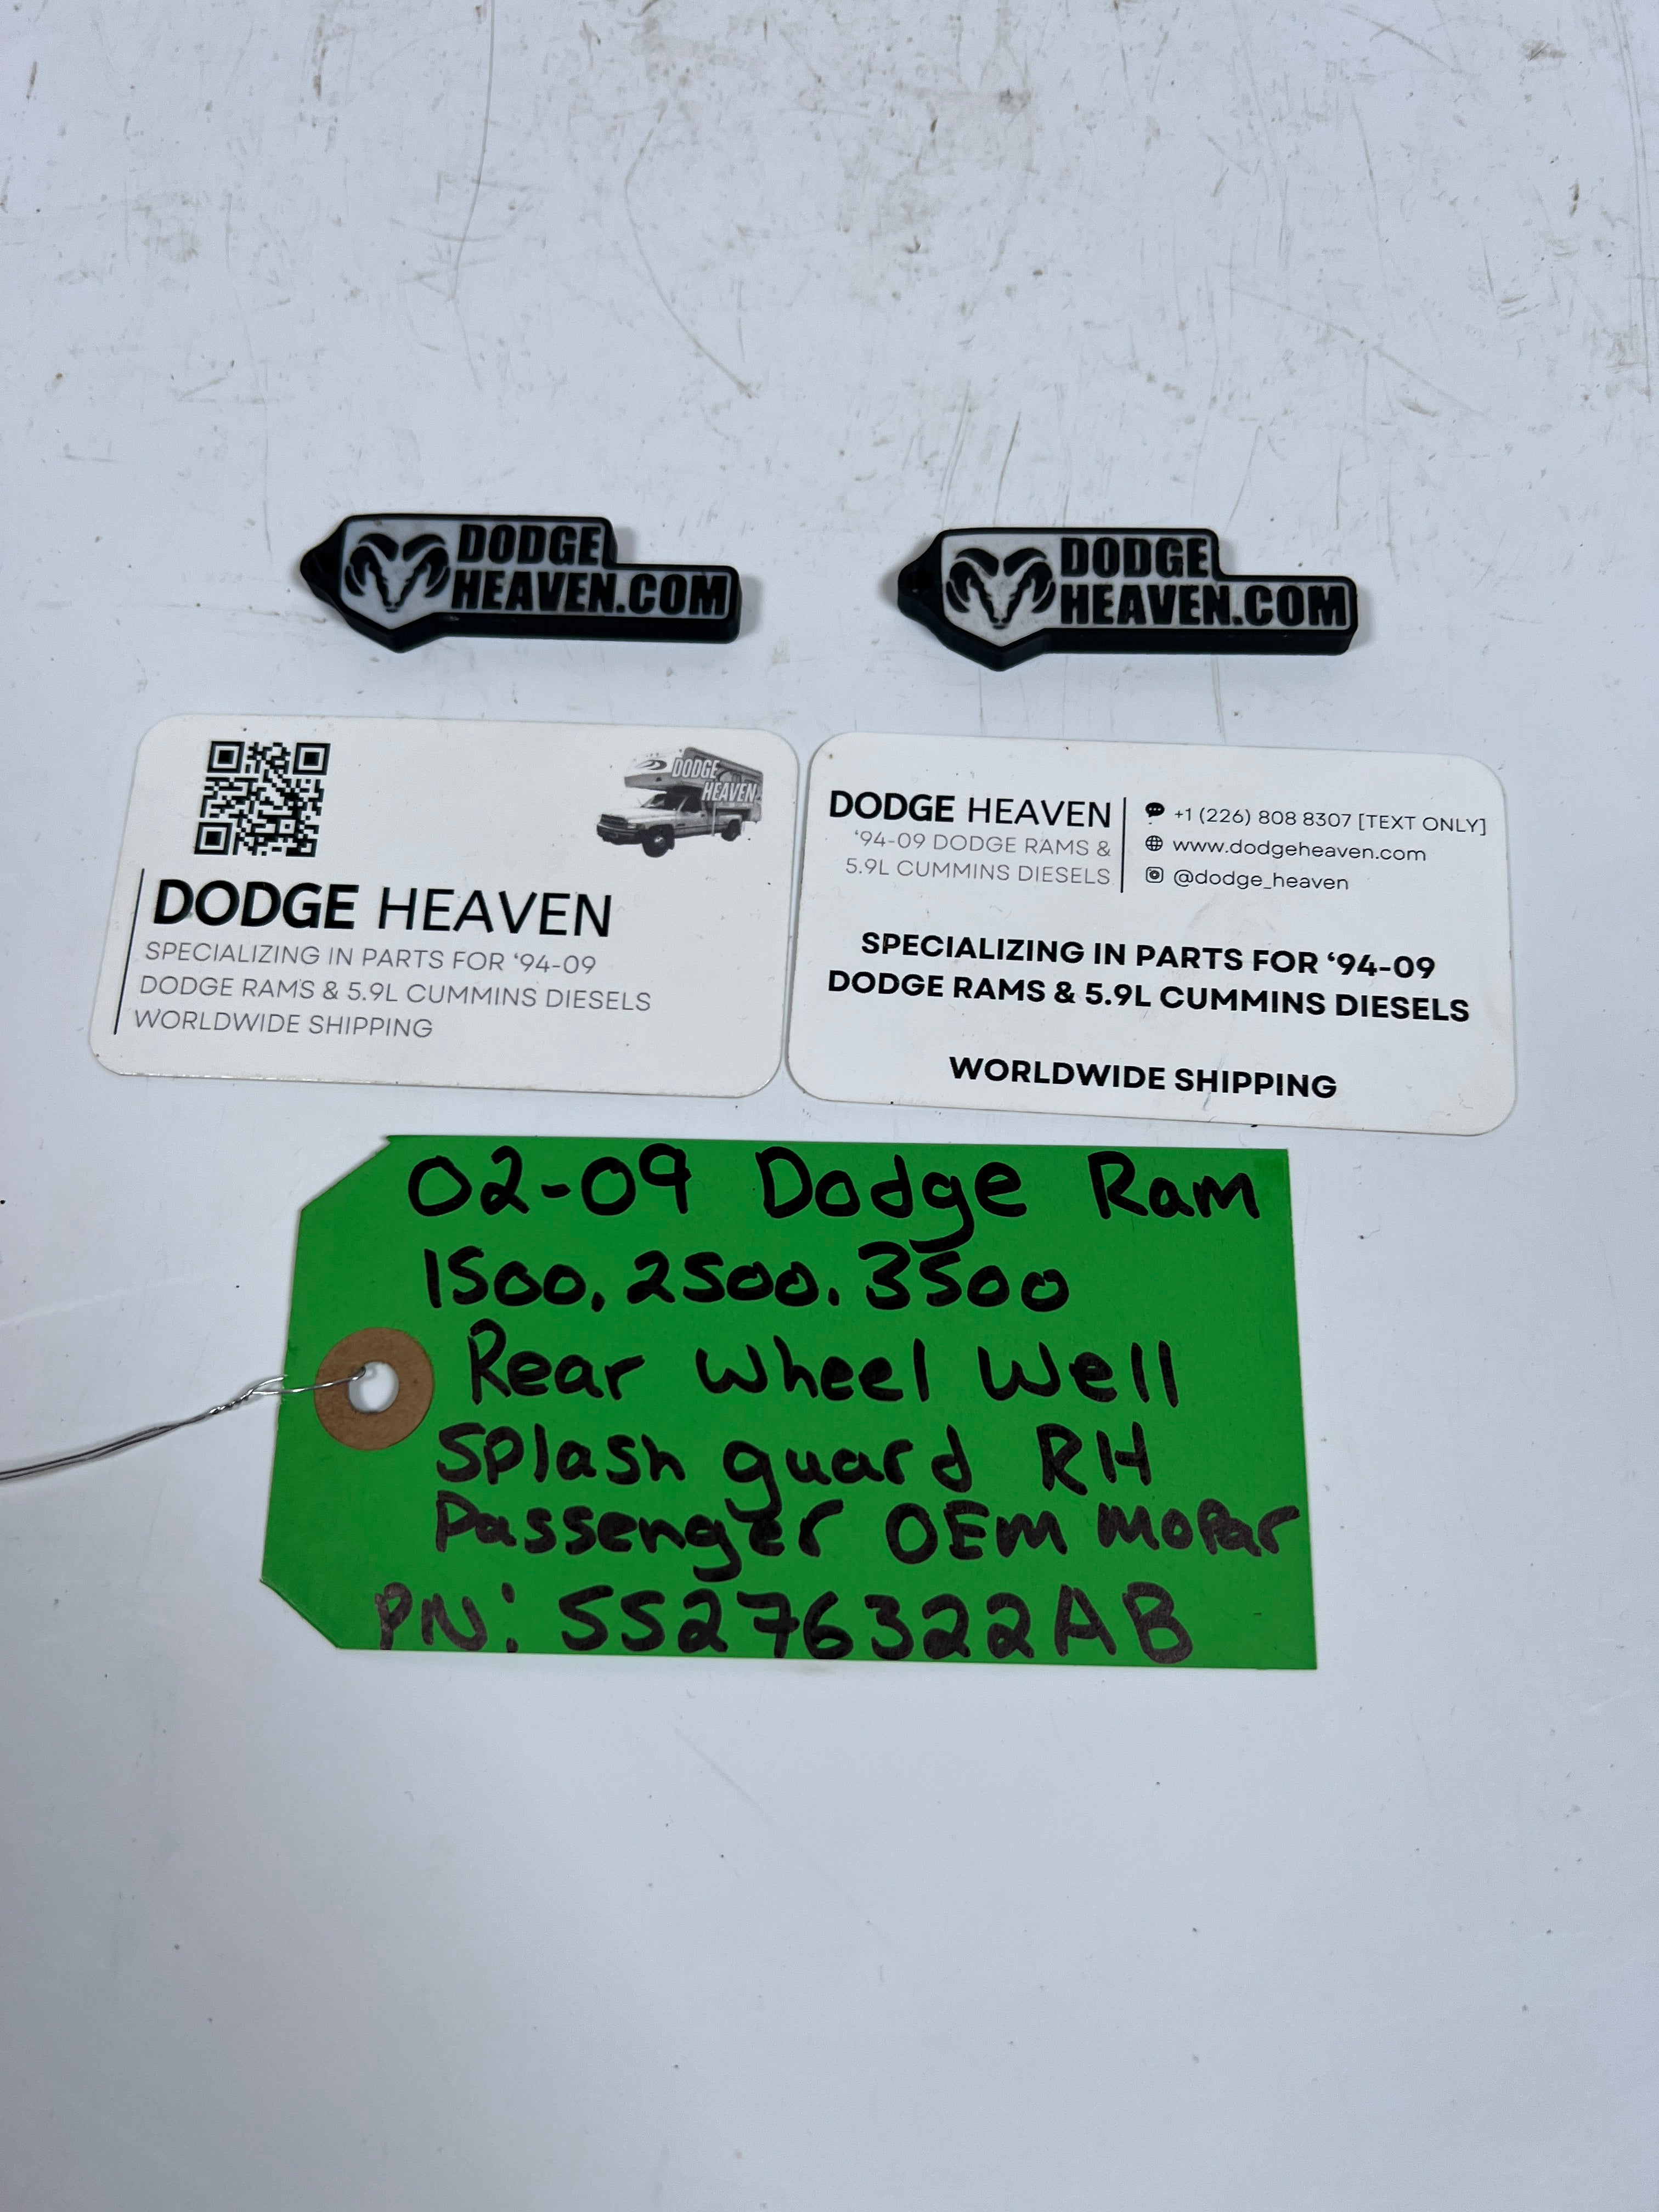 DODGE
HEAVEN.COM
DODGE
HEAVEN.COM
DODGE
HEAVEN
DODGE HEAVEN
SPECIALIZING IN PARTS FOR ‘94-09
DODGE RAMS & 5.9L CUMMINS DIESELS
WORLDWIDE SHIPPING
DODGE HEAVEN
‘94-09 DODGE RAMS &
5.9L CUMMINS DIESELS
+1 (226) 808 8307 [TEXT ONLY]
www.dodgeheaven.com
@dodge_heaven
SPECIALIZING IN PARTS FOR ‘94-09
DODGE RAMS & 5.9L CUMMINS DIESELS
WORLDWIDE SHIPPING
02-09 Dodge Ram
1500, 2500. 3500
Rear Wheel Well
Splash guard RH
Passenger OEM Mopar
PN: 55276322AB